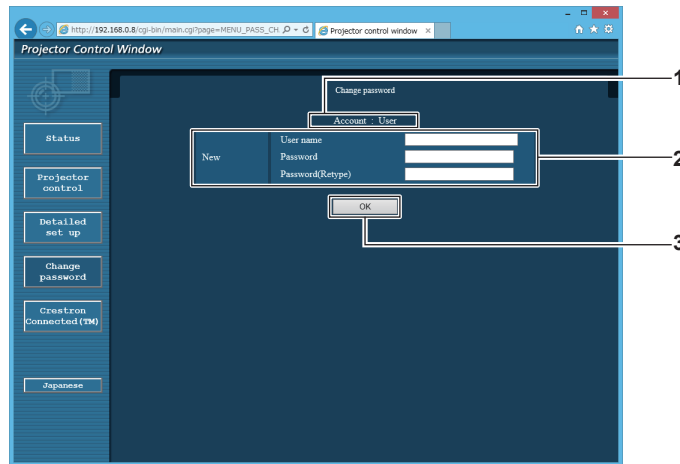 http://192.168.0.8/cgi-bin/main.cgi?page=MENU_PASS_CH
Projector control window
Projector Control Window
Change password
1
Account : User
Status
User name
New
Password
2
Password(Retype)
Projector
control
OK
Detailed
set up
3
Change
password
Crestron
Connected(TM)
Japanese